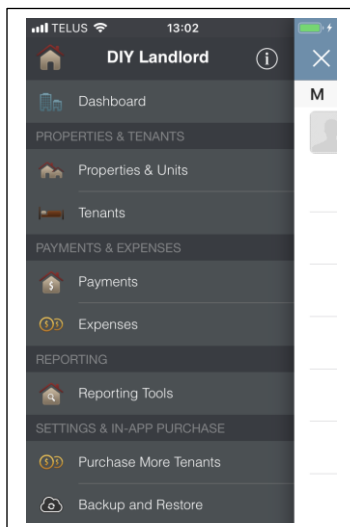 TELUS 13:02
DIY Landlord
Dashboard
M
PROPERTIES & TENANTS
Properties & Units
Tenants
PAYMENTS & EXPENSES
Payments
Expenses
REPORTING
Reporting Tools
SETTINGS & IN-APP PURCHASE
Purchase More Tenants
Backup and Restore